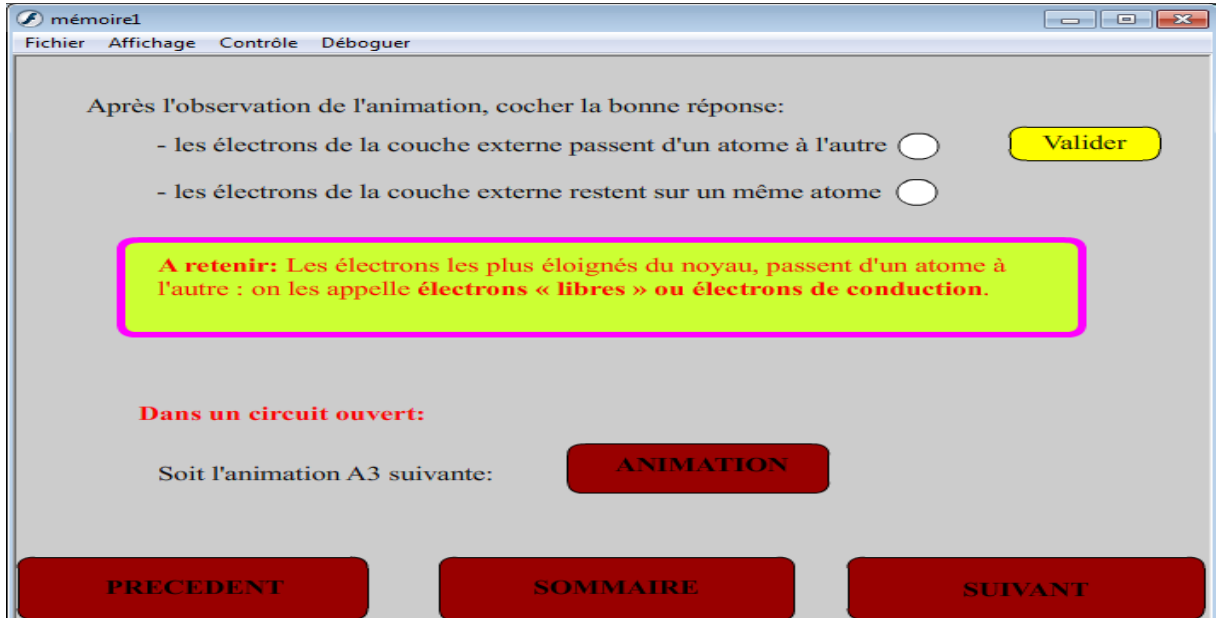 mémoire1
Fichier Affichage Contrôle Déboguer
Après l'observation de l'animation, cocher la bonne réponse:
- les électrons de la couche externe passent d'un atome à l'autre
Valider
- les électrons de la couche externe restent sur un même atome
A retenir: Les électrons les plus éloignés du noyau, passent d'un atome à
l'autre : on les appelle électrons « libres » ou électrons de conduction.
Dans un circuit ouvert:
Soit l'animation A3 suivante:
ANIMATION
PRECEDENT
SOMMAIRE
SUIVANT